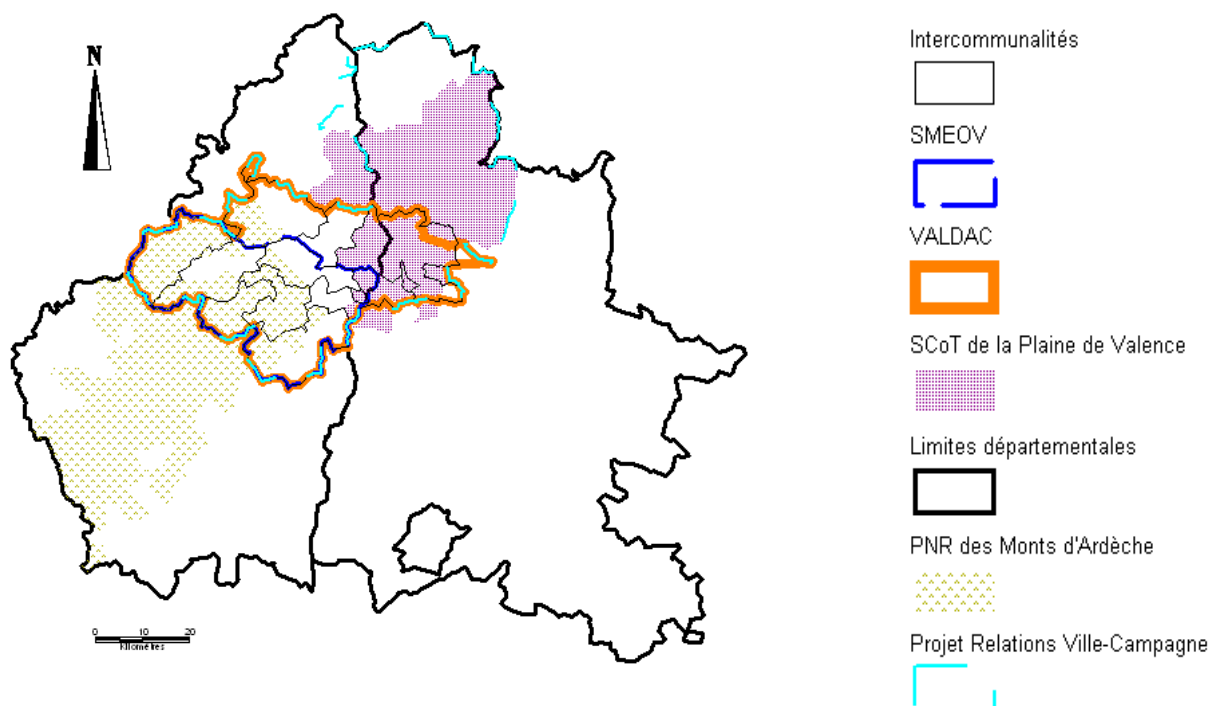 N
Intercommunalités
SMEOV
VALDAC
SCoT de la Plaine de Valence
Limites départementales
PNR des Monts d'Ardèche
Projet Relations Ville-Campagne
0 10 20
Kilomètres